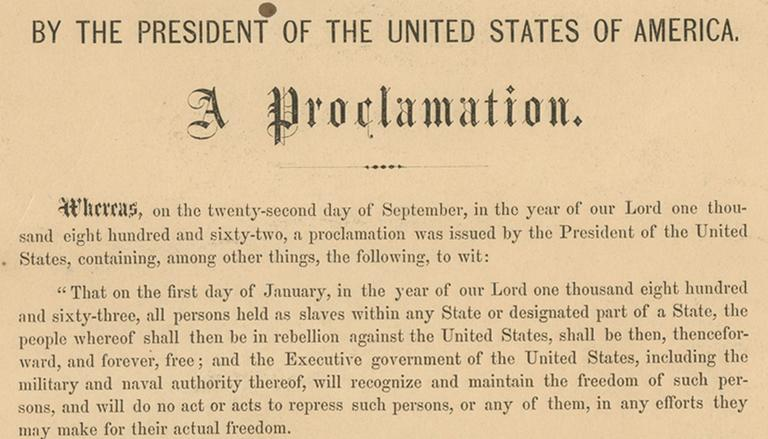 BY THE PRESIDENT OF THE UNITED STATES OF AMERICA.
A Proclamation.
Whereas, on the twenty-second day of September, in the year of our Lord one thou-
sand eight hundred and sixty-two, a proclamation was issued by the President of the United
States, containing, among other things, the following, to wit:
“That on the first day of January, in the year of our Lord one thousand eight hundred
and sixty-three, all persons held as slaves within any State or designated part of a State, the
people whereof shall then be in rebellion against the United States, shall be then, thencefor-
ward, and forever, free; and the Executive government of the United States, including the
military and naval authority thereof, will recognize and maintain the freedom of such per-
sons, and will do no act or acts to repress such persons, or any of them, in any efforts they
may make for their actual freedom.